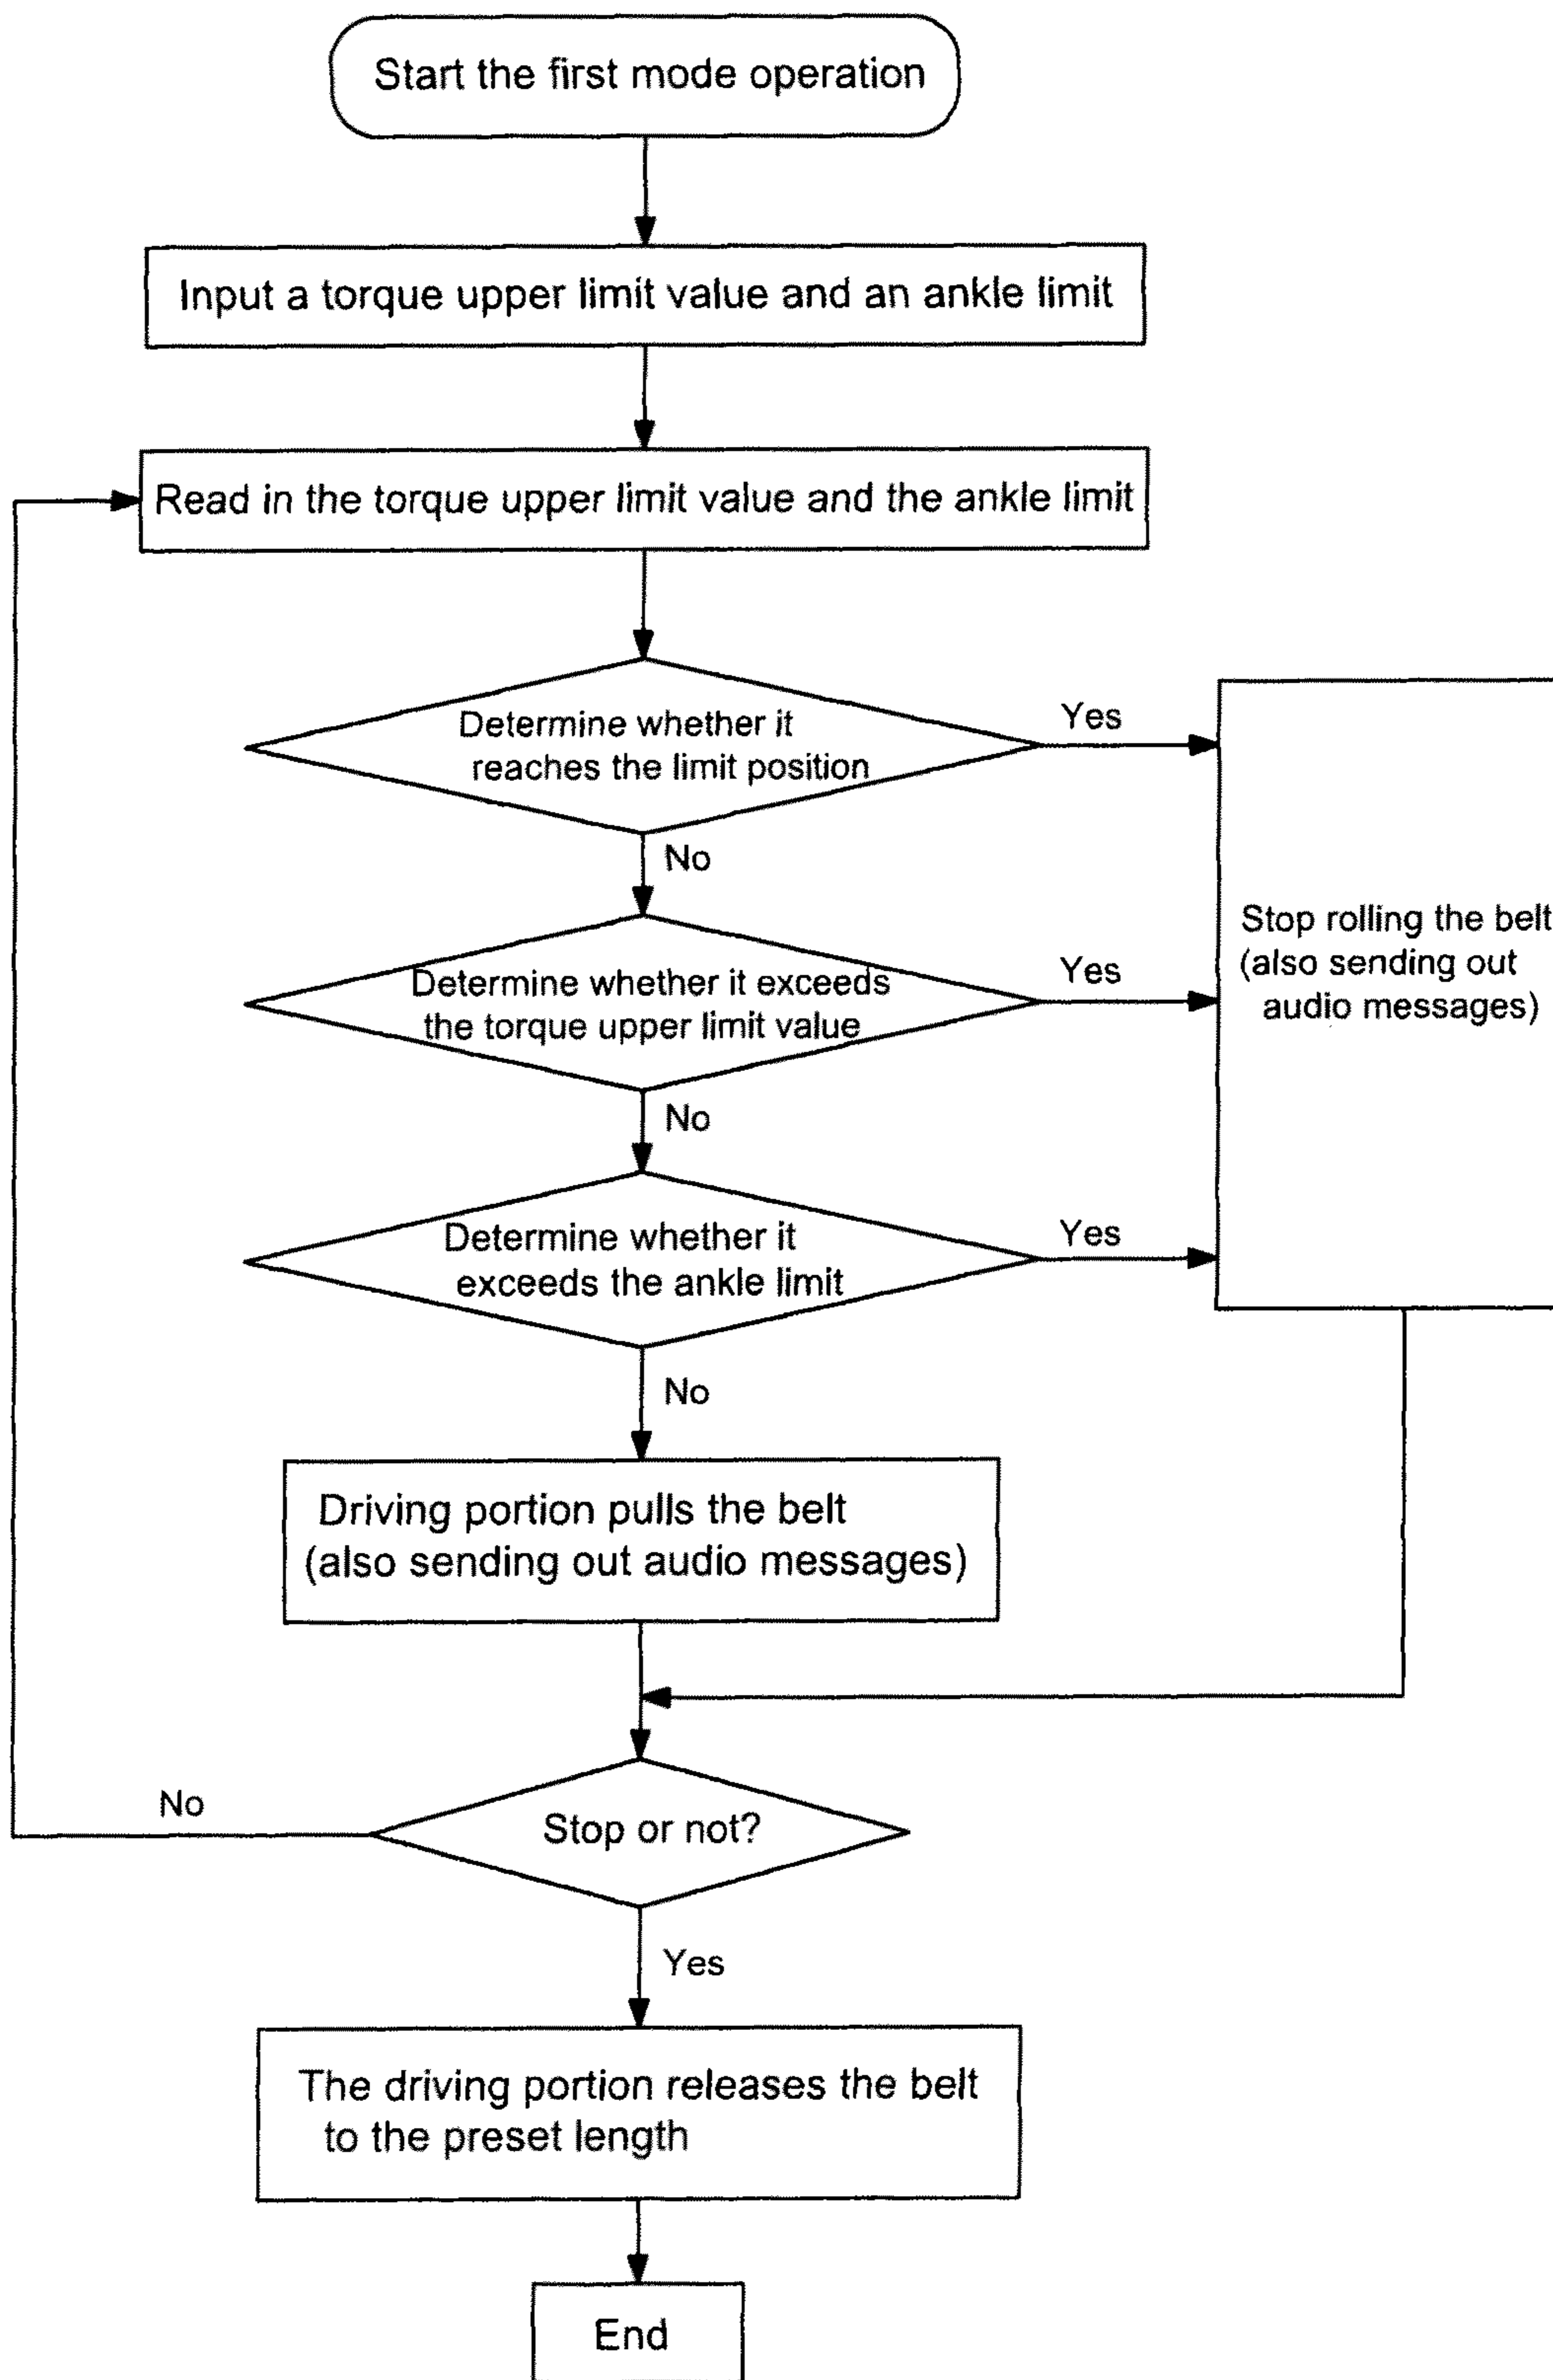 Start the first mode operation
Input a torque upper limit value and an ankle limit
Read in the torque upper limit value and the ankle limit
Determine whether it
reaches the limit position
Yes
No
Stop rolling the belt
(also sending out
audio messages)
Determine whether it exceeds
the torque upper limit value
Yes
No
Determine whether it
exceeds the ankle limit
Yes
No
Driving portion pulls the belt
(also sending out audio messages)
Stop or not?
No
Yes
The driving portion releases the belt
to the preset length
End